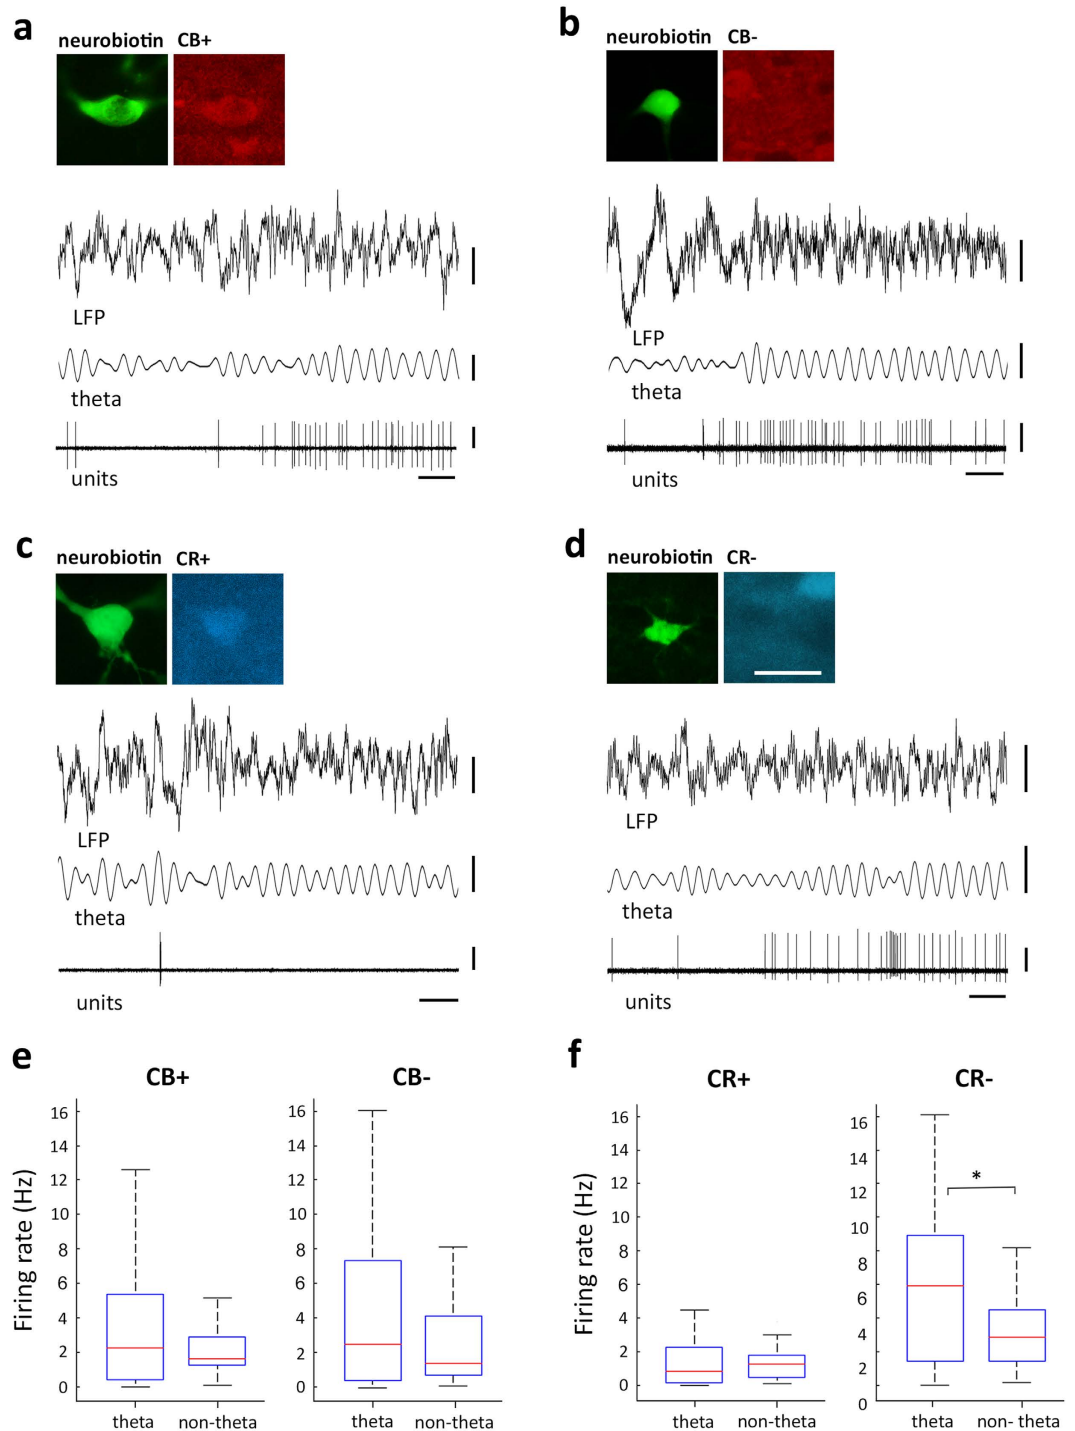 a
neurobiotin CB+
LFP
theta
units
b
neurobiotin CB-
LFP
theta
units
c
neurobiotin CR+
LFP
theta
units
d
neurobiotin CR-
LFP
theta
units
e
CB+
CB-
Firing rate (Hz)
16
14
12
10
8
6
4
2
0
theta non-theta
16
14
12
10
8
6
4
2
0
theta non-theta
f
CR+
CR-
Firing rate (Hz)
16
14
12
10
8
6
4
2
0
theta non-theta
16
14
12
10
8
6
4
2
0
*
theta non- theta